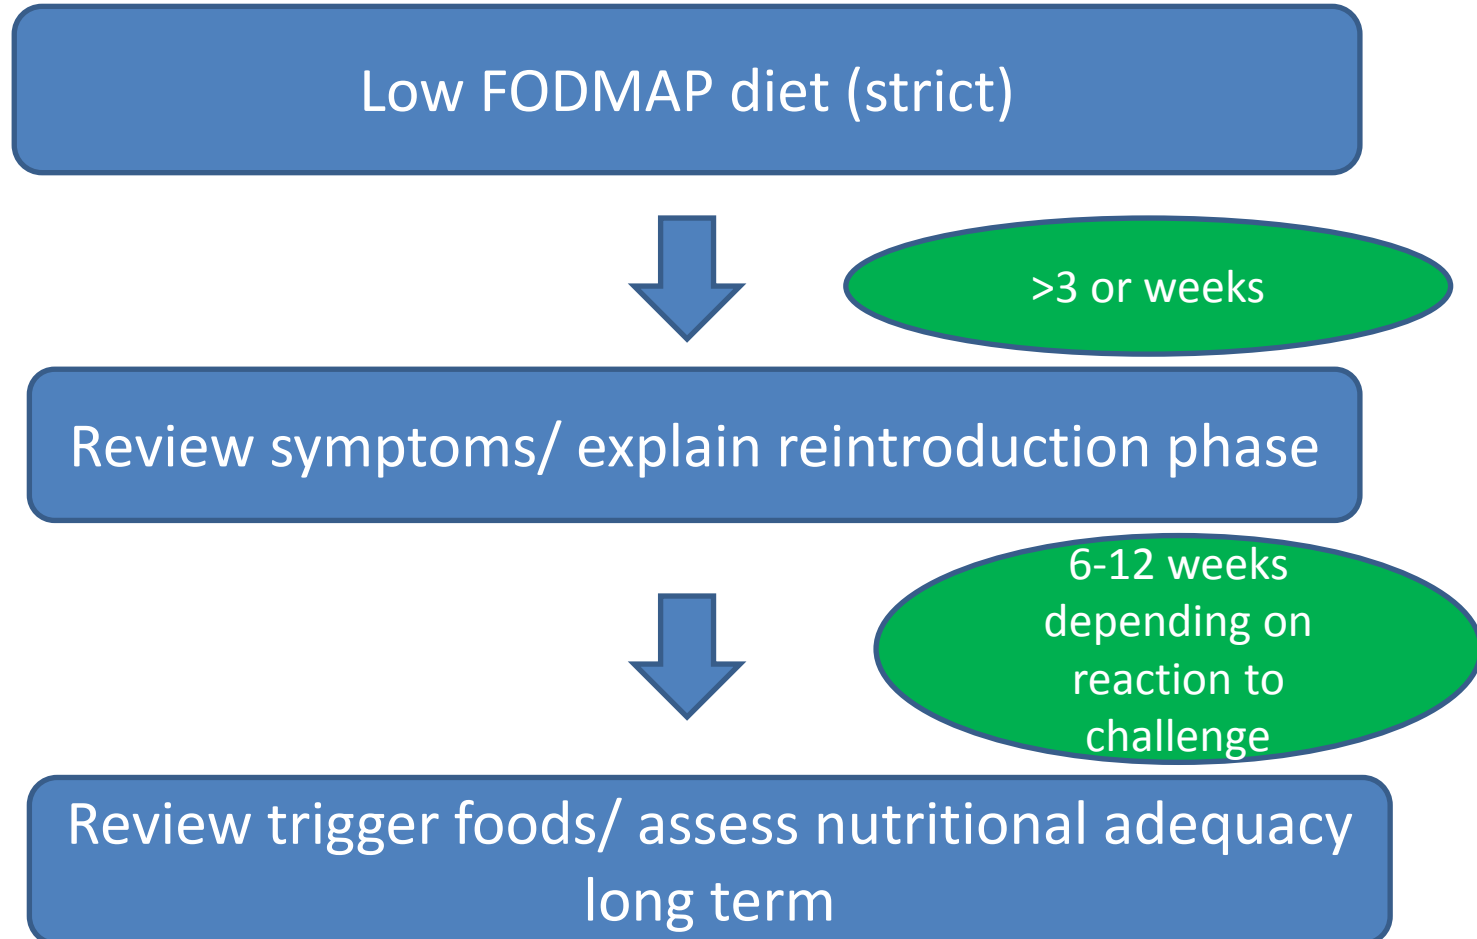 Low FODMAP diet (strict)
>3 or weeks
Review symptoms/ explain reintroduction phase
6-12 weeks
depending on
reaction to
challenge
Review trigger foods/ assess nutritional adequacy
long term